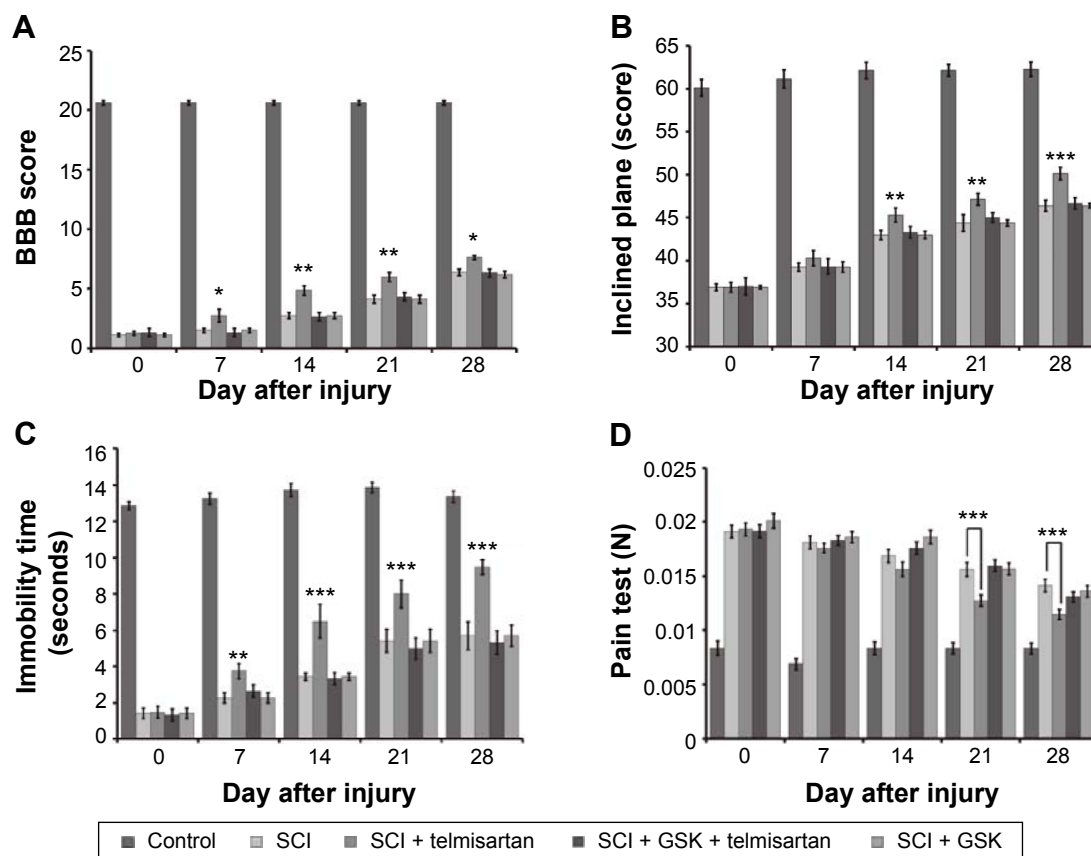 A
25
20
15
10
5
0
BBB score
*
**
**
*
0 7 14 21 28
Day after injury
B
65
60
55
50
45
40
35
30
Inclined plane (score)
**
**
***
0 7 14 21 28
Day after injury
C
16
14
12
10
8
6
4
2
0
Immobility time
(seconds)
**
***
***
***
0 7 14 21 28
Day after injury
D
0.025
0.02
0.015
0.01
0.005
0
Pain test (N)
***
***
0 7 14 21 28
Day after injury
Control SCI SCI + telmisartan SCI + GSK + telmisartan SCI + GSK